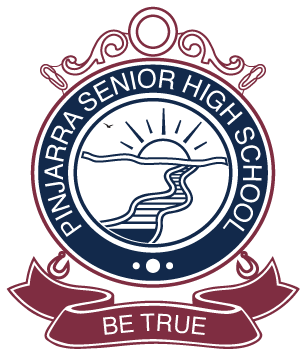 PINJARRA SENIOR HIGH SCHOOL
BE TRUE